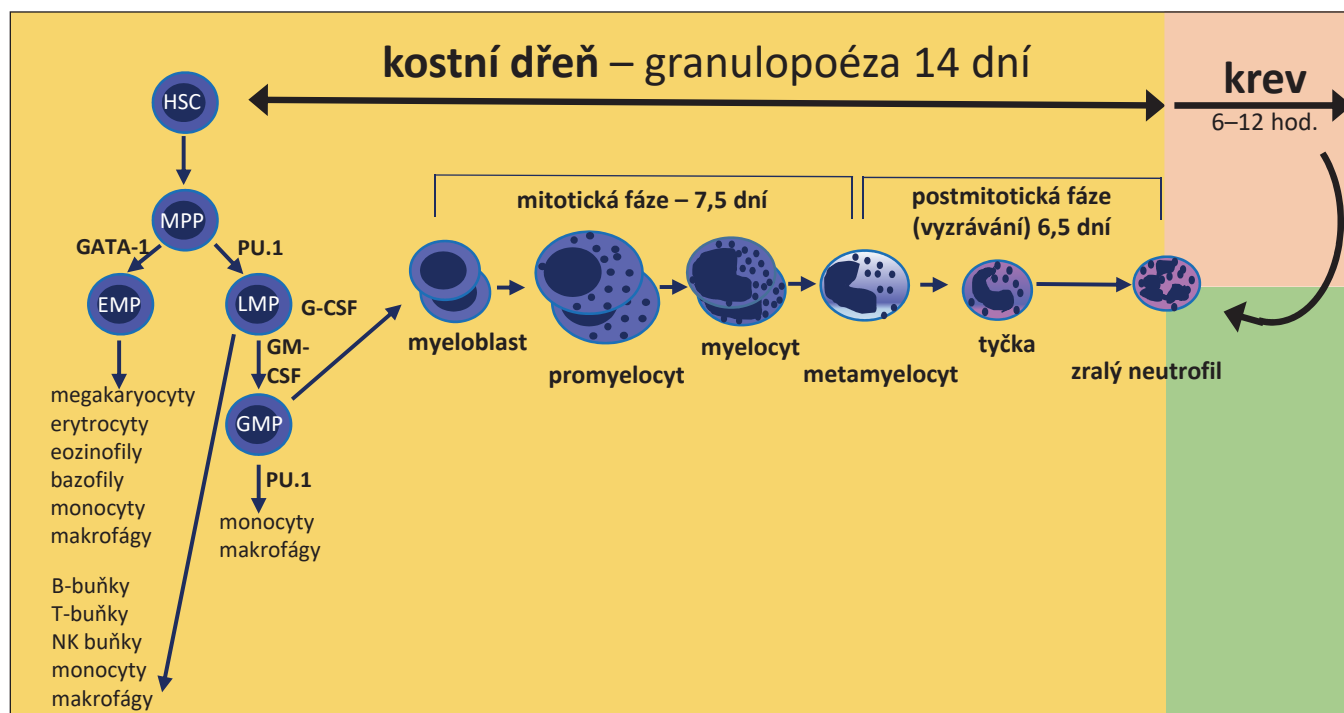 kostní dřeň – granulopoéza 14 dní
krev
6–12 hod.
HSC
MPP
GATA-1
PU.1
EMP
LMP
G-CSF
GM-
CSF
GMP
PU.1
megakaryocyty
erytrocyty
eozinofily
bazofily
monocyty
makrofágy
monocyty
makrofágy
B-buňky
T-buňky
NK buňky
monocyty
makrofágy
mitotická fáze – 7,5 dní
postmitotická fáze
(vyzrávání) 6,5 dní
myeloblast
promyelocyt
myelocyt
metamyelocyt
tyčka
zralý neutrofil